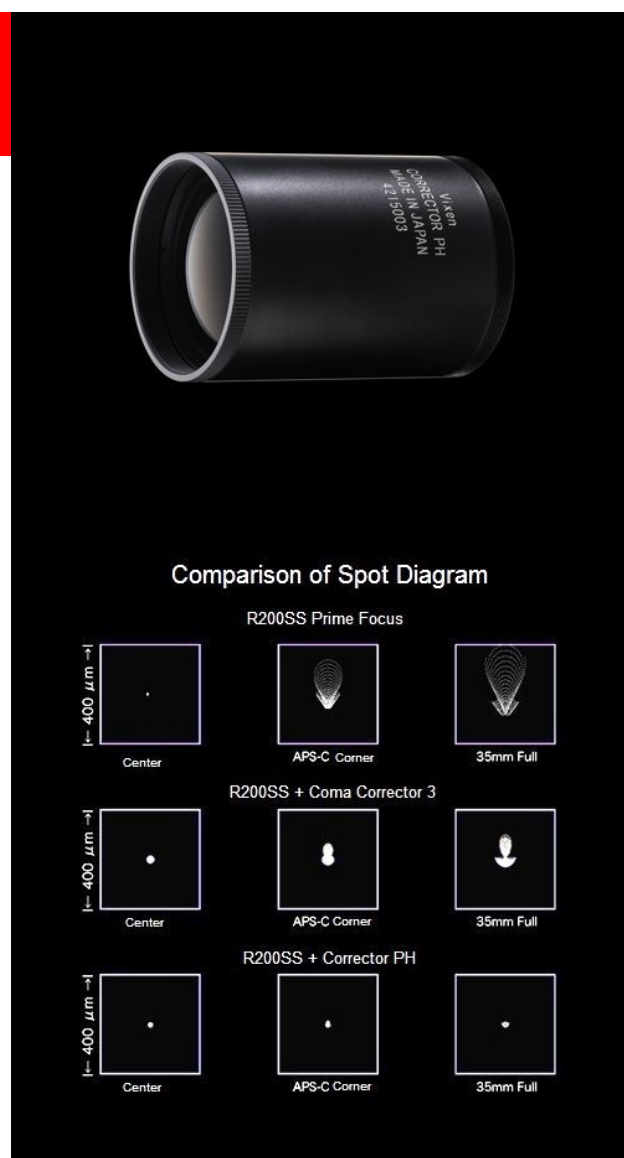 Vixen
CORRECTOR PH
MADE IN JAPAN
4215003
Comparison of Spot Diagram
R200SS Prime Focus
|← 400 μm →|
Center
APS-C Corner
35mm Full
R200SS + Coma Corrector 3
|← 400 μm →|
Center
APS-C Corner
35mm Full
R200SS + Corrector PH
|← 400 μm →|
Center
APS-C Corner
35mm Full